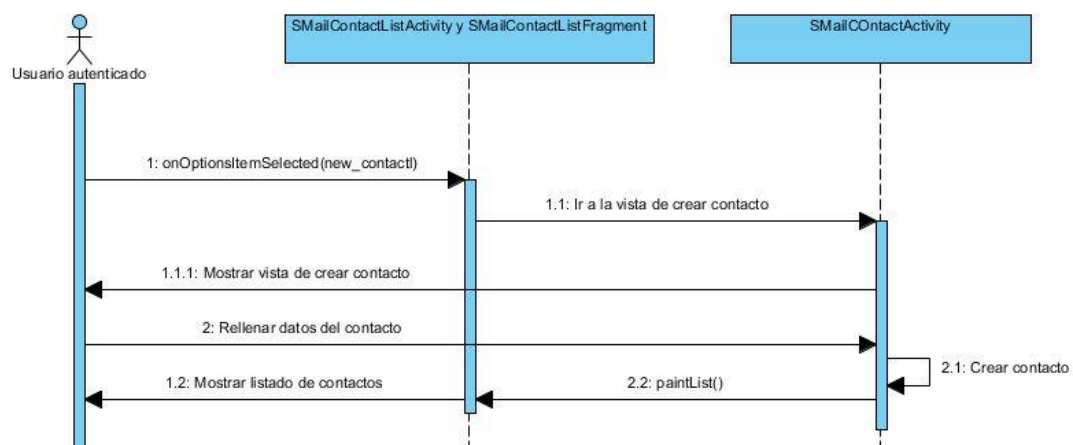 SMailContactListActivity y SMailContactListFragment
SMailCOntactActivity
Usuario autenticado
1: onOptionsItemSelected(new_contactl)
1.1: Ir a la vista de crear contacto
1.1.1: Mostrar vista de crear contacto
2: Rellenar datos del contacto
2.1: Crear contacto
1.2: Mostrar listado de contactos
2.2: paintList()